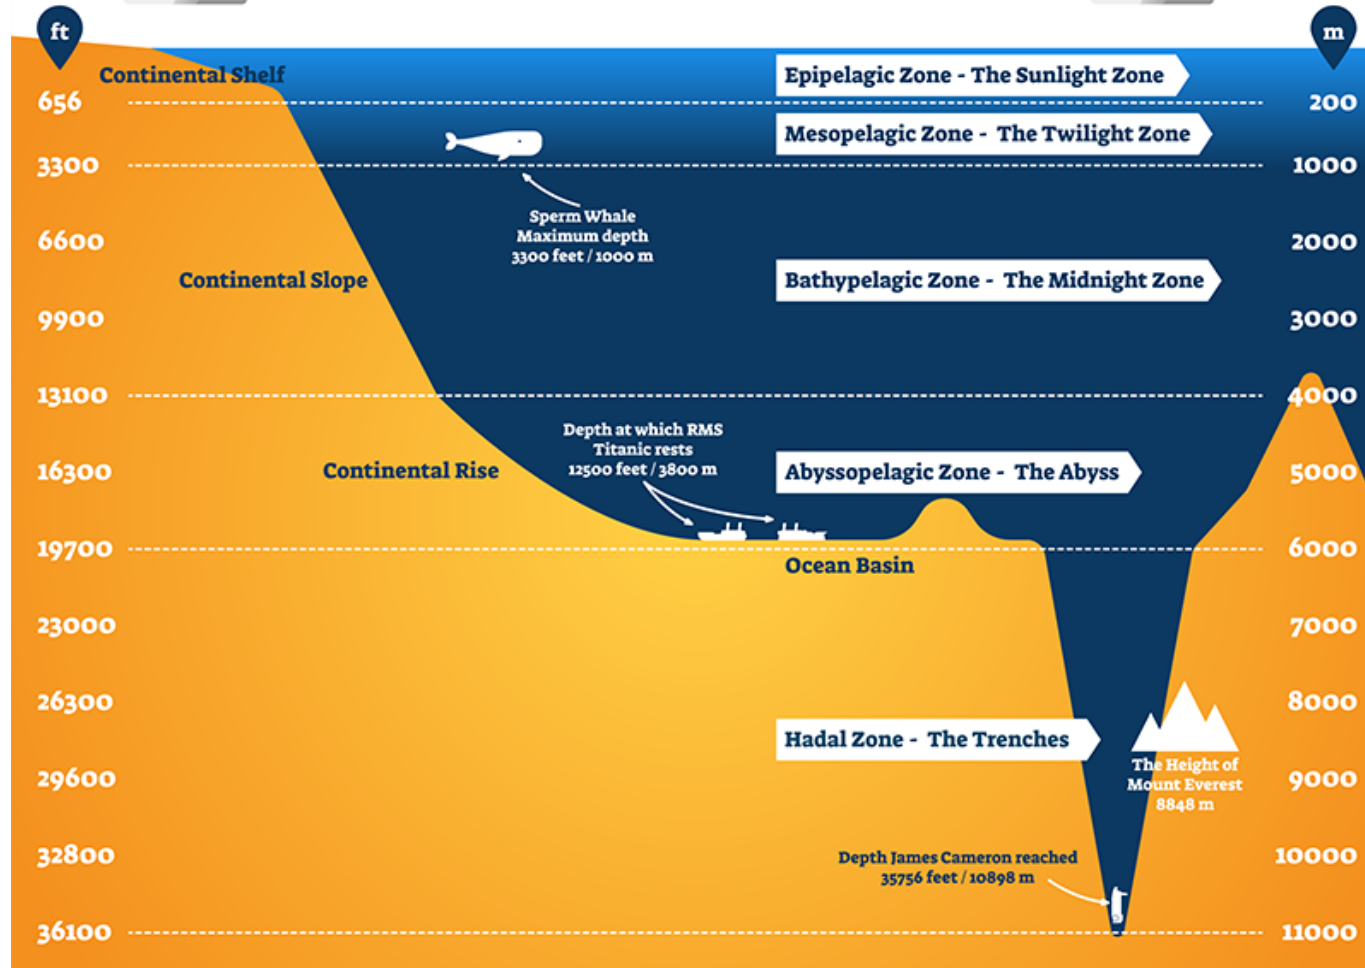 ft
m
Continental Shelf
Epipelagic Zone - The Sunlight Zone
656
200
Mesopelagic Zone - The Twilight Zone
3300
1000
Sperm Whale
Maximum depth
3300 feet / 1000 m
6600
2000
Continental Slope
Bathypelagic Zone - The Midnight Zone
9900
3000
13100
4000
Depth at which RMS
Titanic rests
12500 feet / 3800 m
Continental Rise
Abyssopelagic Zone - The Abyss
16300
5000
19700
6000
Ocean Basin
23000
7000
26300
8000
Hadal Zone - The Trenches
The Height of
Mount Everest
8848 m
29600
9000
Depth James Cameron reached
35756 feet / 10898 m
32800
10000
36100
11000